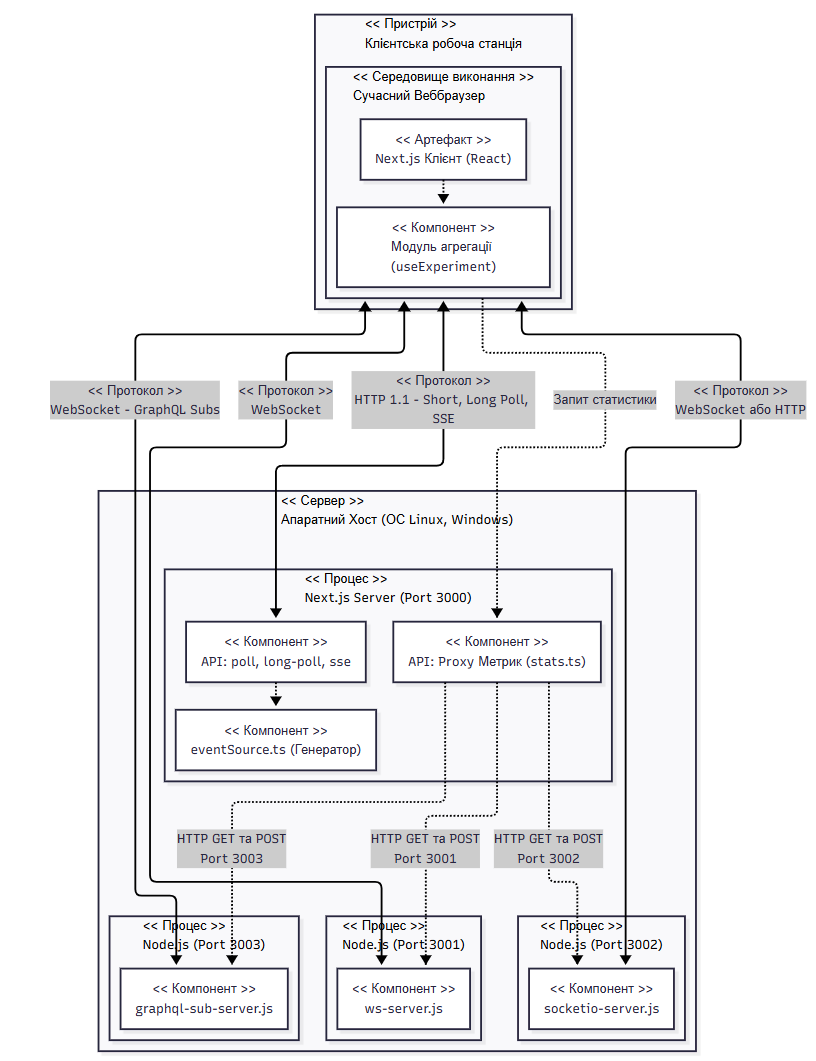 << Пристрій >>
Клієнтська робоча станція
<< Середовище виконання >>
Сучасний Веббраузер
<< Артефакт >>
Next.js Клієнт (React)
<< Компонент >>
Модуль агрегації
(useExperiment)
<< Протокол >>
WebSocket - GraphQL Subs
<< Протокол >>
WebSocket
<< Протокол >>
HTTP 1.1 - Short, Long Poll,
SSE
Запит статистики
<< Протокол >>
WebSocket або HTTP
<< Сервер >>
Апаратний Хост (ОС Linux, Windows)
<< Процес >>
Next.js Server (Port 3000)
<< Компонент >>
API: poll, long-poll, sse
<< Компонент >>
API: Proxy Метрик (stats.ts)
<< Компонент >>
eventSource.ts (Генератор)
HTTP GET та POST
Port 3003
HTTP GET та POST
Port 3001
HTTP GET та POST
Port 3002
<< Процес >>
Node.js (Port 3003)
<< Компонент >>
graphql-sub-server.js
<< Процес >>
Node.js (Port 3001)
<< Компонент >>
ws-server.js
<< Процес >>
Node.js (Port 3002)
<< Компонент >>
socketio-server.js